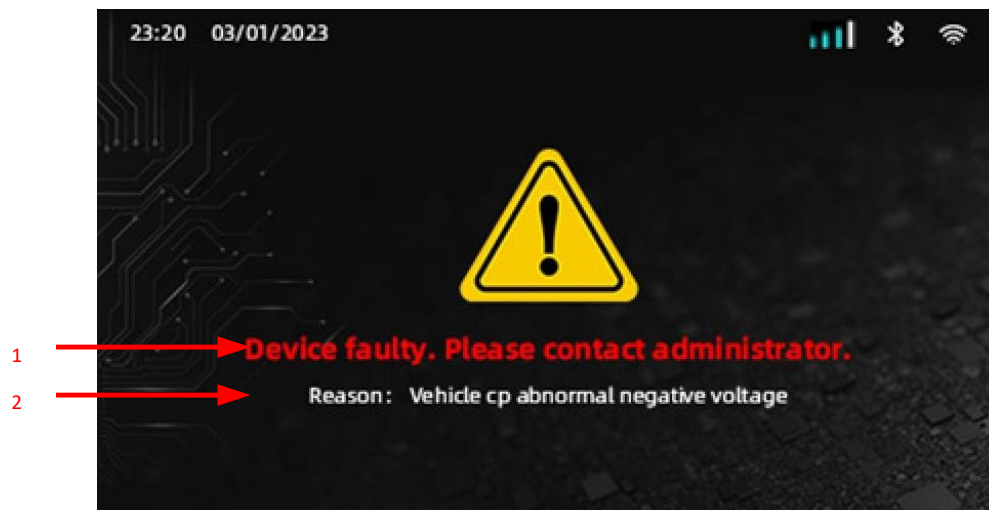 23:20 03/01/2023
1
Device faulty. Please contact administrator.
2
Reason: Vehicle cp abnormal negative voltage